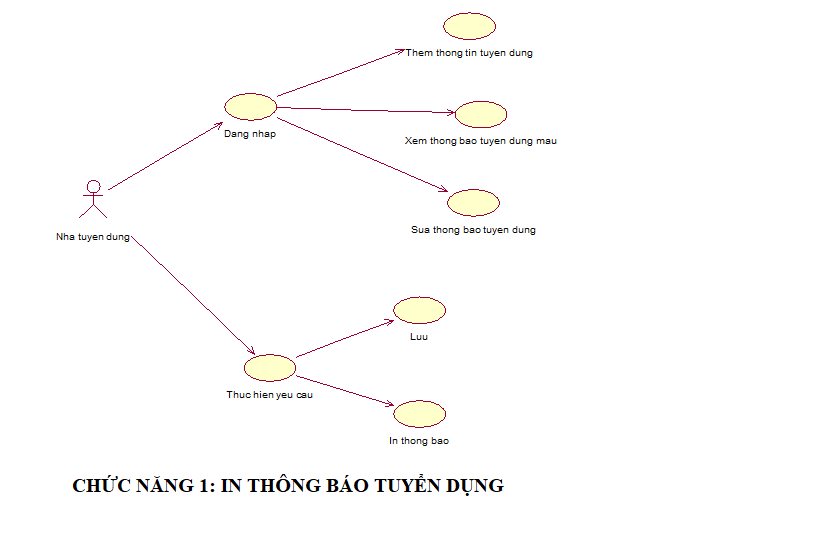 Them thong tin tuyen dung
Dang nhap
Xem thong bao tuyen dung mau
Sua thong bao tuyen dung
Nha tuyen dung
Luu
Thuc hien yeu cau
In thong bao
CHỨC NĂNG 1: IN THÔNG BÁO TUYỂN DỤNG